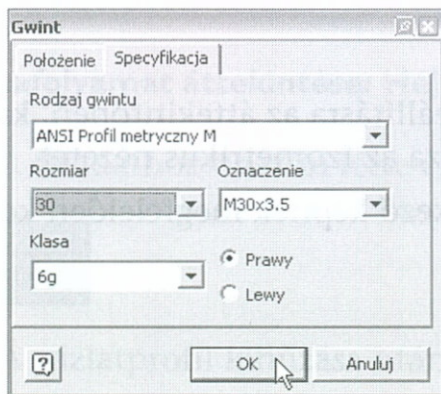 Gwint
Położenie Specyfikacja
Rodzaj gwintu
ANSI Profil metryczny M
Rozmiar Oznaczenie
30 M30x3.5
Klasa
6g
Prawy
Lewy
? OK Anuluj